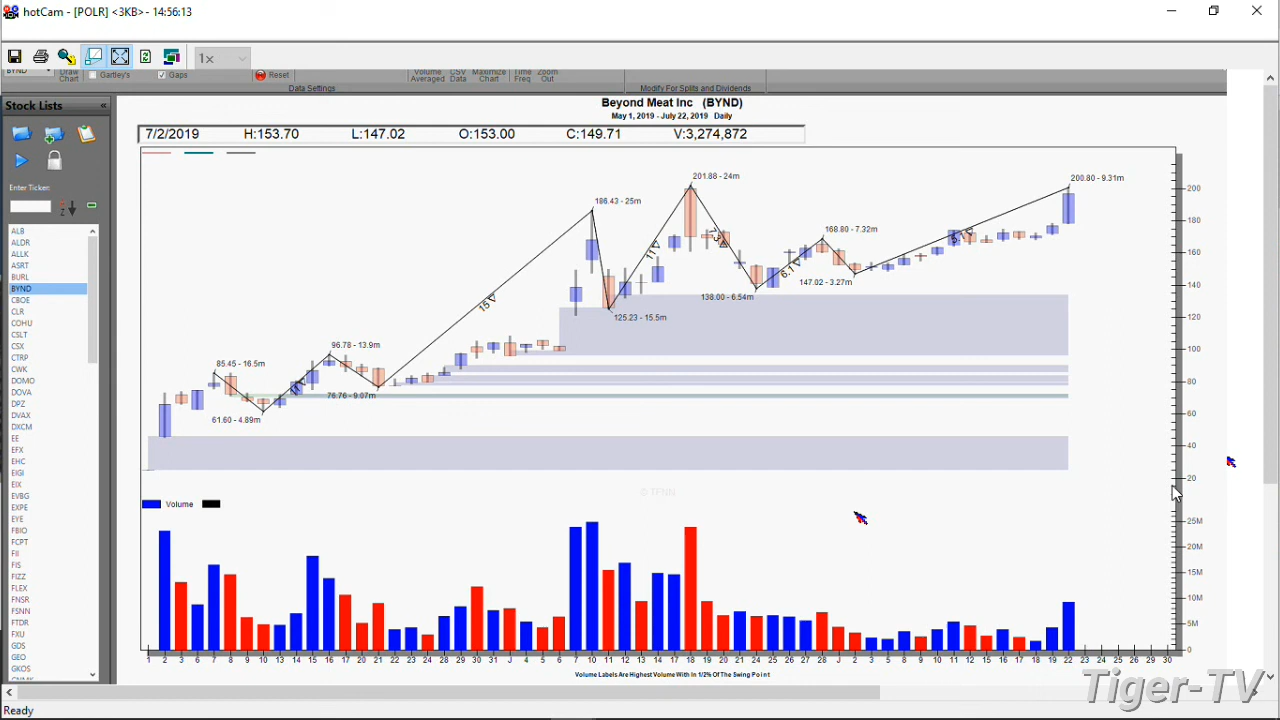 hotCam - [POLR] <3KB> - 14:56:13
1x
BYND Draw Chart Gartley's Gaps Reset Volume Averaged CSV Data Maximize Chart Time Freq Zoom Out
Data Settings Modify For Splits and Dividends
Stock Lists «
Enter Ticker:
ALB
ALDR
ALLK
ASRT
BURL
BYND
CBOE
CLR
COHU
CSLT
CSX
CTRP
CWK
DOMO
DOVA
DPZ
DVAX
DXCM
EE
EFX
EHC
EIGI
EIX
EVBG
EXPE
EYE
FBIO
FCPT
FII
FIS
FIZZ
FLEX
FNSR
FSNN
FTDR
FXU
GDS
GEO
GKOS
Beyond Meat Inc (BYND)
May 1, 2019 - July 22, 2019 Daily
7/2/2019 H:153.70 L:147.02 O:153.00 C:149.71 V:3,274,872
201.88 - 24m
200.80 - 9.31m
186.43 - 25m
168.80 - 7.32m
147.02 - 3.27m
138.00 - 6.54m
125.23 - 15.5m
96.78 - 13.9m
85.45 - 16.5m
76.76 - 9.07m
61.60 - 4.89m
200
180
160
140
120
100
80
60
40
20
© TFNN
Volume
25M
20M
15M
10M
5M
0
1 2 3 6 7 8 9 10 13 14 15 16 17 20 21 22 23 24 28 29 30 31 J 4 5 6 7 10 11 12 13 14 17 18 19 20 21 24 25 26 27 28 J 2 3 5 8 9 10 11 12 15 16 17 18 19 22 23 24 25 26 29 30
Volume Labels Are Highest Volume With In 1/2% Of The Swing Point
Tiger-TV
Ready